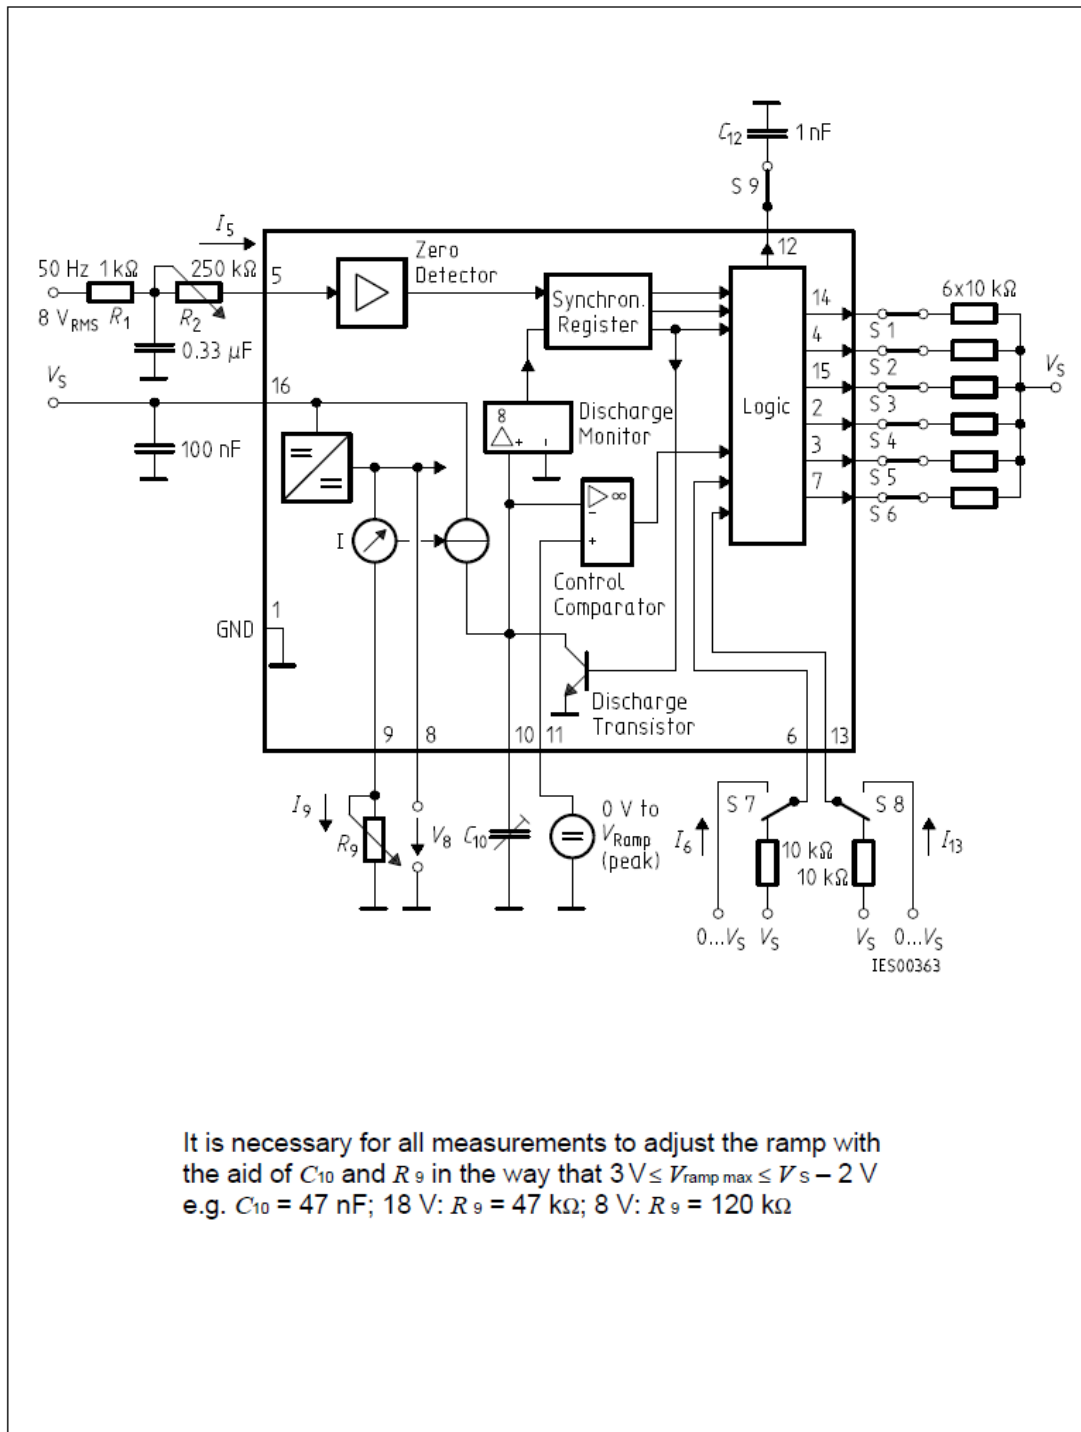 C12 1 nF
S 9
I5
12
50 Hz 1 kΩ 250 kΩ 5
Zero
Detector
8 VRMS R1 R2
0.33 µF
Synchron.
Register
Logic
14
4
15
2
3
7
6x10 kΩ
S 1
S 2
S 3
S 4
S 5
S 6
VS
VS
16
100 nF
8
+ -
Discharge
Monitor
=
=
I
∞
-
+
Control
Comparator
1
GND
Discharge
Transistor
9 8 10 11 6 13
I9
R9
V8
C10
=
0 V to
VRamp
(peak)
S 7 S 8
I6 I13
10 kΩ
10 kΩ
0...VS VS VS 0...VS
IES00363
It is necessary for all measurements to adjust the ramp with
the aid of C10 and R 9 in the way that 3 V ≤ Vramp max ≤ V S – 2 V
e.g. C10 = 47 nF; 18 V: R 9 = 47 kΩ; 8 V: R 9 = 120 kΩ